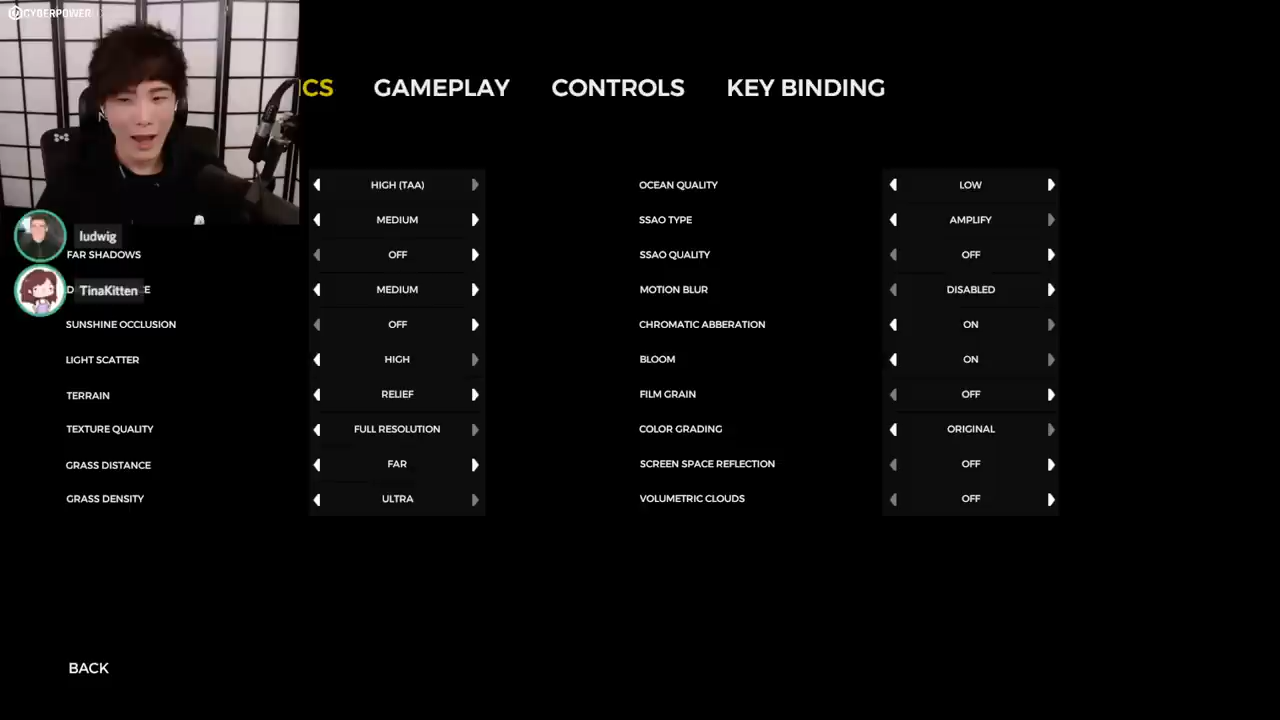 CYBERPOWER
ICS GAMEPLAY CONTROLS KEY BINDING
HIGH (TAA) OCEAN QUALITY LOW
MEDIUM SSAO TYPE AMPLIFY
ludwig
FAR SHADOWS OFF SSAO QUALITY OFF
TinaKitten
D CE MEDIUM MOTION BLUR DISABLED
SUNSHINE OCCLUSION OFF CHROMATIC ABBERATION ON
LIGHT SCATTER HIGH BLOOM ON
TERRAIN RELIEF FILM GRAIN OFF
TEXTURE QUALITY FULL RESOLUTION COLOR GRADING ORIGINAL
GRASS DISTANCE FAR SCREEN SPACE REFLECTION OFF
GRASS DENSITY ULTRA VOLUMETRIC CLOUDS OFF
BACK